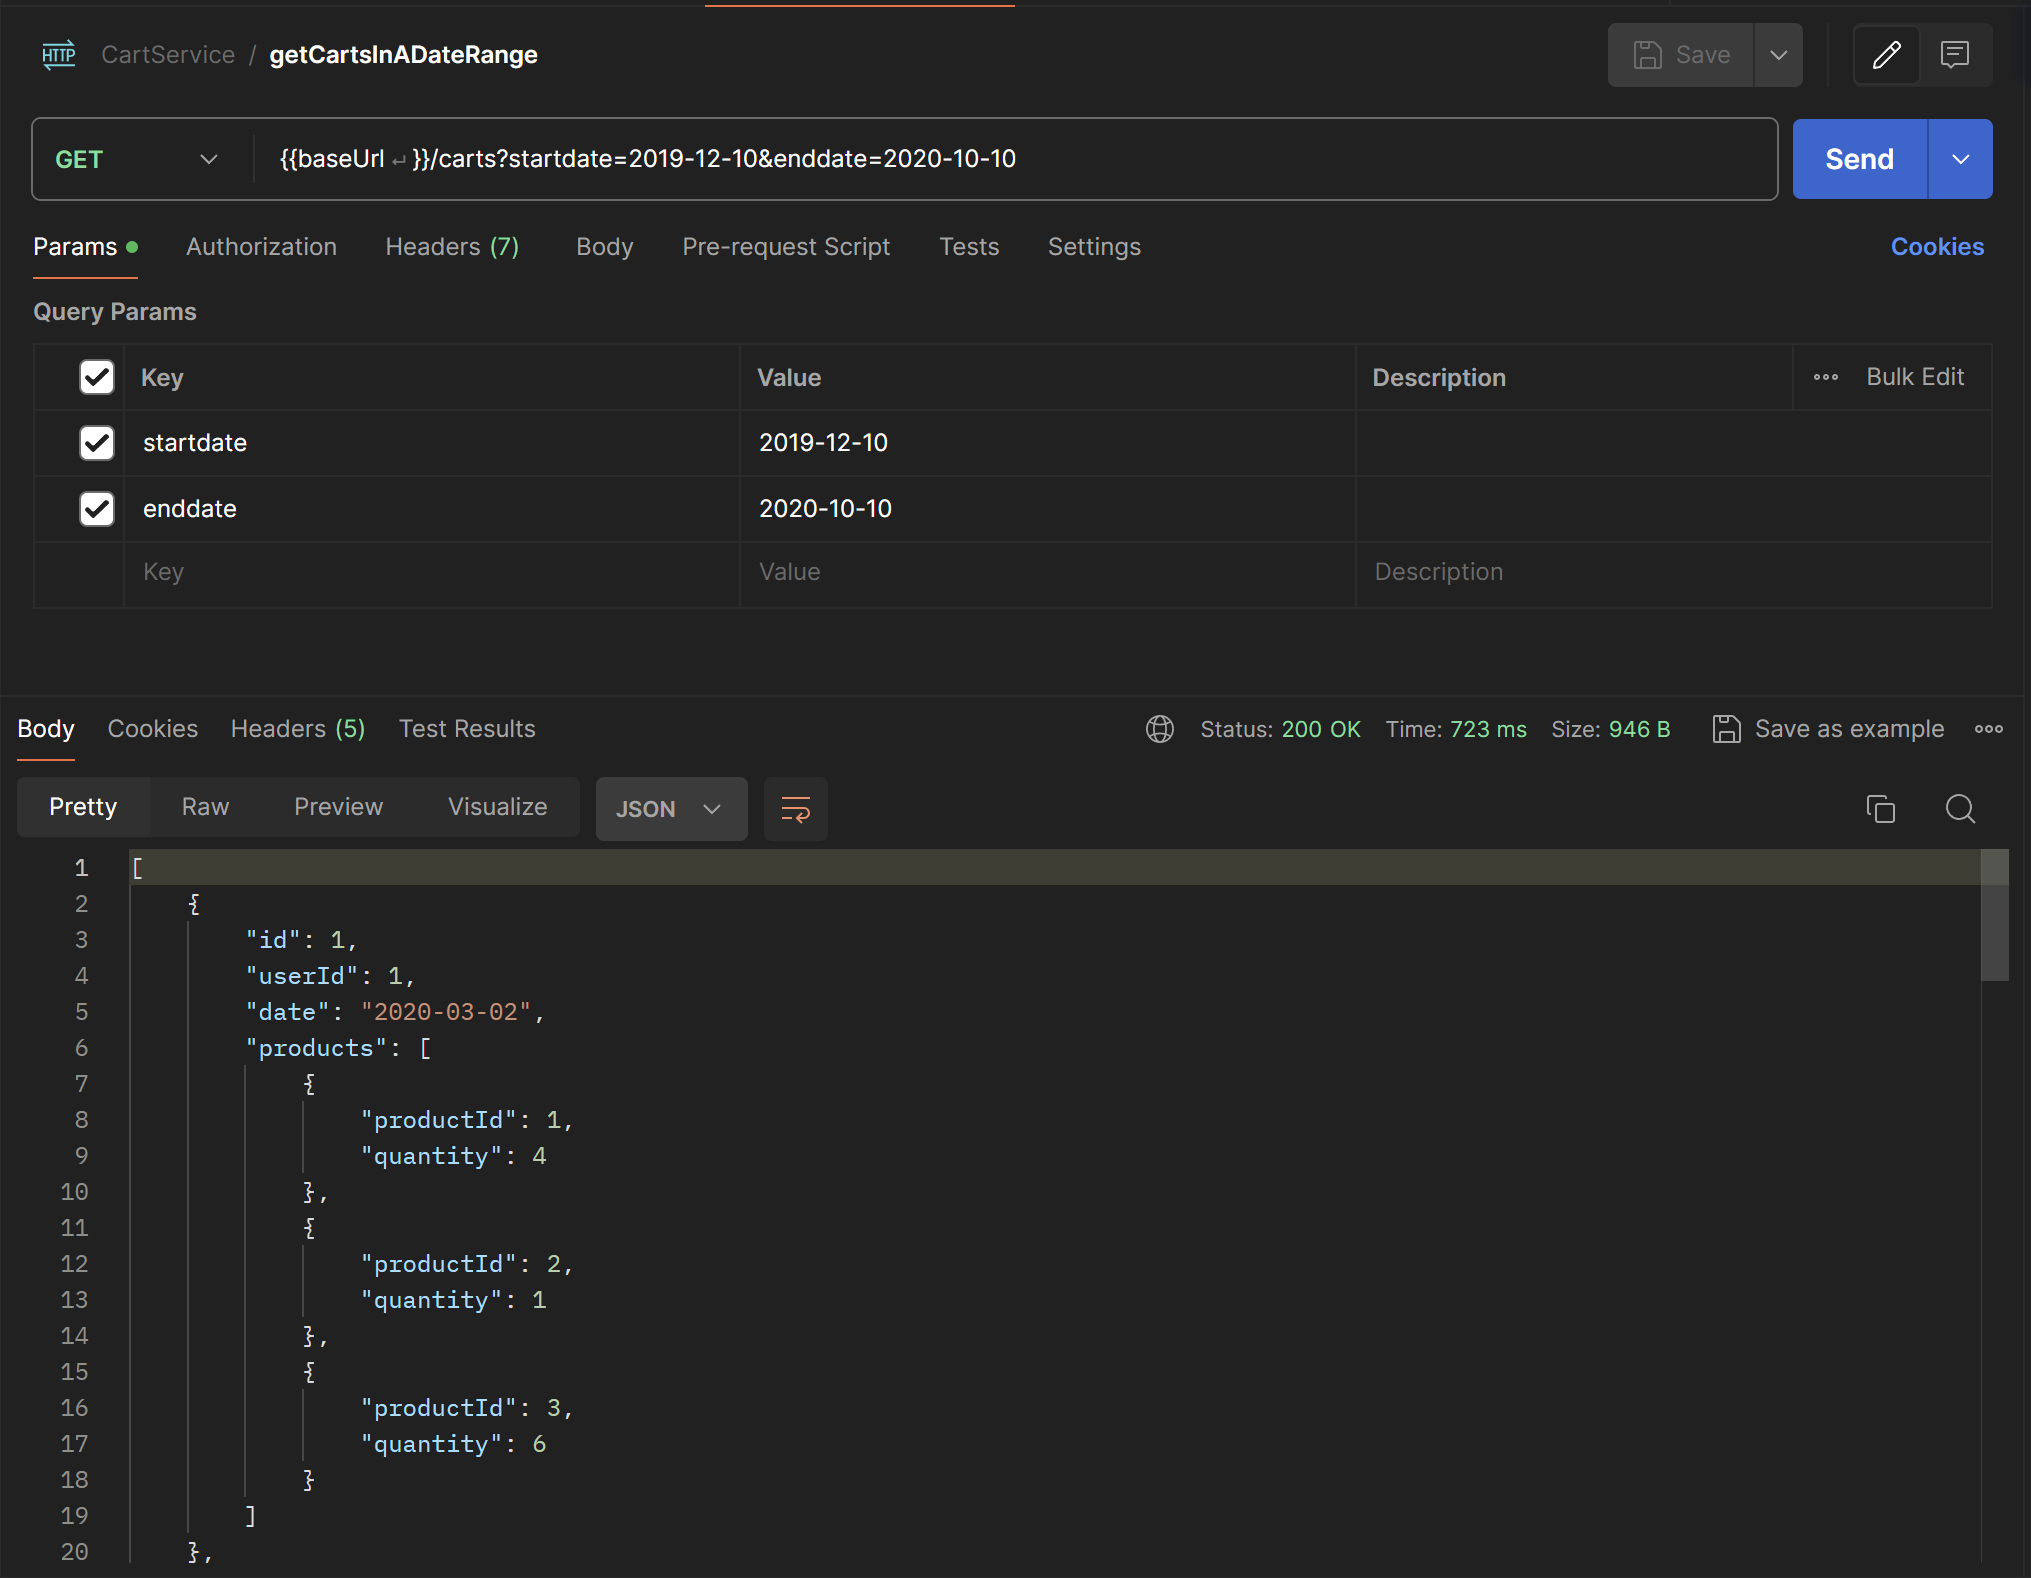 HTTP CartService / getCartsInADateRange Save
GET {{baseUrl ↵ }}/carts?startdate=2019-12-10&enddate=2020-10-10 Send
Params Authorization Headers (7) Body Pre-request Script Tests Settings Cookies
Query Params
Key Value Description Bulk Edit
startdate 2019-12-10
enddate 2020-10-10
Key Value Description
Body Cookies Headers (5) Test Results Status: 200 OK Time: 723 ms Size: 946 B Save as example
Pretty Raw Preview Visualize JSON
1 [
2 {
3 "id": 1,
4 "userId": 1,
5 "date": "2020-03-02",
6 "products": [
7 {
8 "productId": 1,
9 "quantity": 4
10 },
11 {
12 "productId": 2,
13 "quantity": 1
14 },
15 {
16 "productId": 3,
17 "quantity": 6
18 }
19 ]
20 },